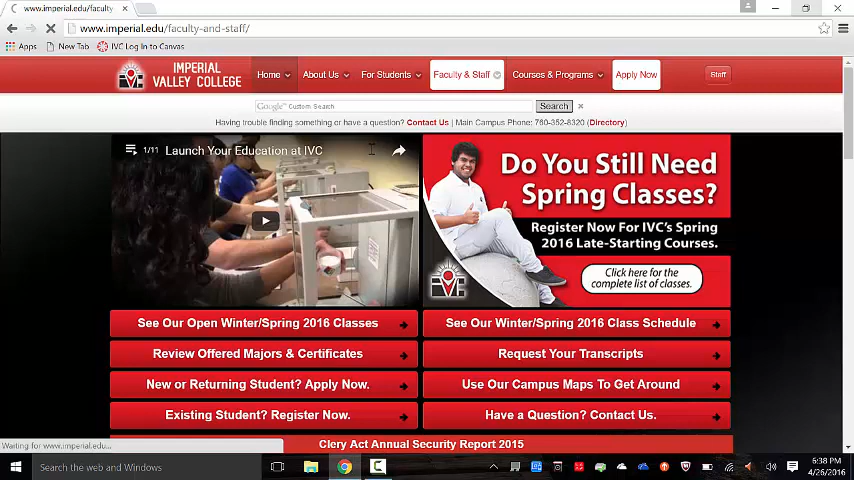 www.imperial.edu/faculty
www.imperial.edu/faculty-and-staff/
Apps New Tab IVC Log In to Canvas
IMPERIAL
VALLEY COLLEGE
Home About Us For Students Faculty & Staff Courses & Programs Apply Now Staff
Google Custom Search Search
Having trouble finding something or have a question? Contact Us | Main Campus Phone: 760-352-8320 (Directory)
1/11 Launch Your Education at IVC
Do You Still Need
Spring Classes?
Register Now For IVC's Spring
2016 Late-Starting Courses.
Click here for the
complete list of classes.
IVC
See Our Open Winter/Spring 2016 Classes
See Our Winter/Spring 2016 Class Schedule
Review Offered Majors & Certificates
Request Your Transcripts
New or Returning Student? Apply Now.
Use Our Campus Maps To Get Around
Existing Student? Register Now.
Have a Question? Contact Us.
Clery Act Annual Security Report 2015
Waiting for www.imperial.edu...
Search the web and Windows
6:38 PM
4/26/2016